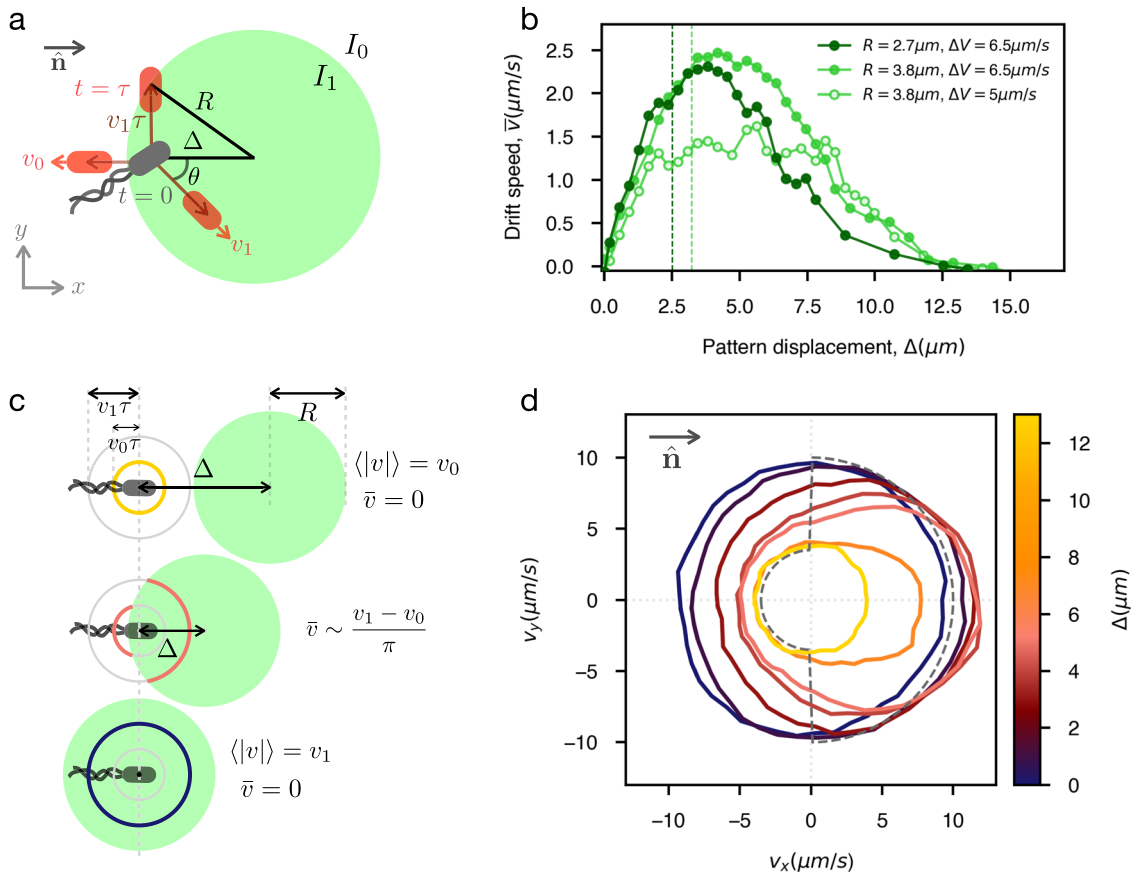 a
n̂
I₀
I₁
t = τ
R
v₁τ
Δ
v₀
θ
t = 0
v₁
y
x
b
Drift speed, v̄(μm/s)
2.5
2.0
1.5
1.0
0.5
0.0
R = 2.7μm, ΔV = 6.5μm/s
R = 3.8μm, ΔV = 6.5μm/s
R = 3.8μm, ΔV = 5μm/s
0.0 2.5 5.0 7.5 10.0 12.5 15.0
Pattern displacement, Δ(μm)
c
v₁τ
R
v₀τ
Δ
⟨|v|⟩ = v₀
v̄ = 0
Δ
v̄ ∼ (v₁ − v₀)/π
⟨|v|⟩ = v₁
v̄ = 0
d
n̂
v_y(μm/s)
10
5
0
−5
−10
−10 −5 0 5 10
v_x(μm/s)
12
10
8
6
4
2
0
Δ(μm)